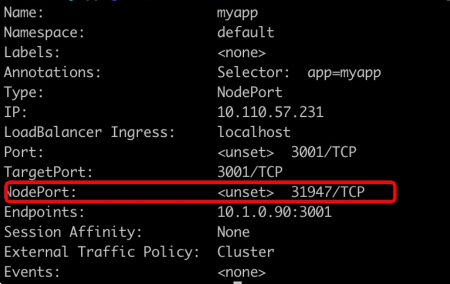 Name: myapp
Namespace: default
Labels: <none>
Annotations: Selector: app=myapp
Type: NodePort
IP: 10.110.57.231
LoadBalancer Ingress: localhost
Port: <unset> 3001/TCP
TargetPort: 3001/TCP
NodePort: <unset> 31947/TCP
Endpoints: 10.1.0.90:3001
Session Affinity: None
External Traffic Policy: Cluster
Events: <none>